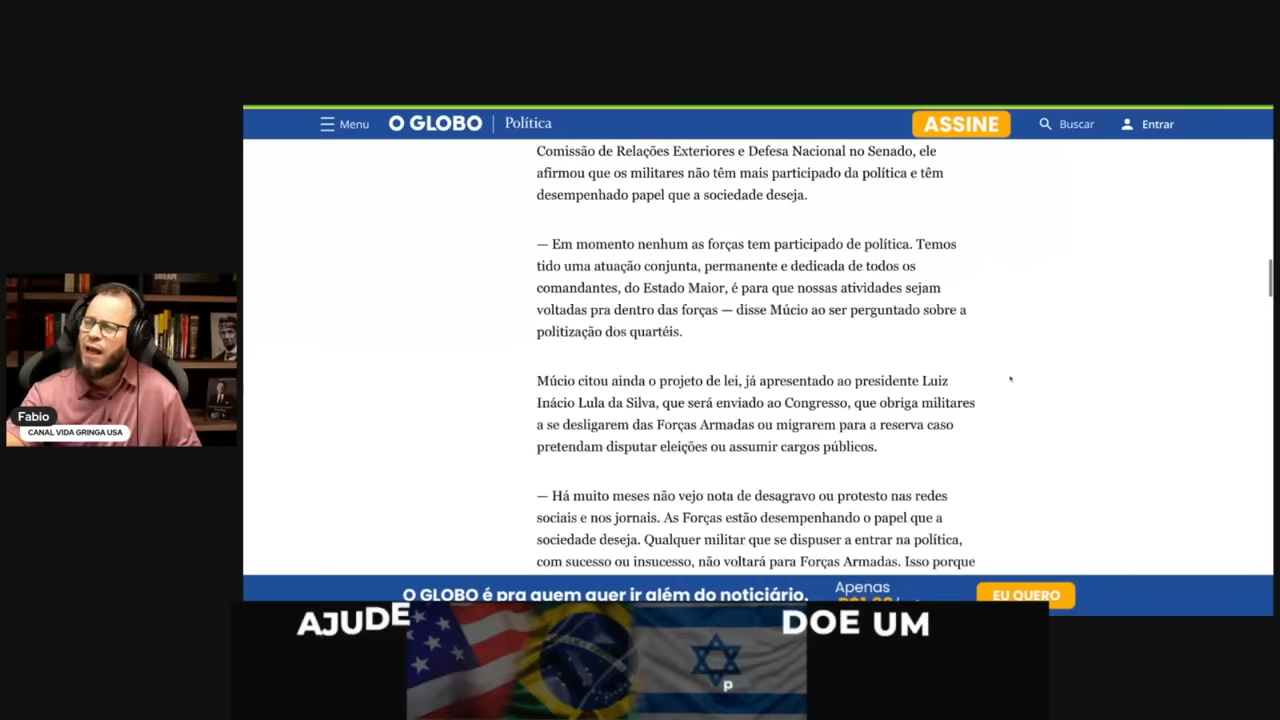 Menu
O GLOBO | Política
ASSINE
Buscar
Entrar
Comissão de Relações Exteriores e Defesa Nacional no Senado, ele
afirmou que os militares não têm mais participado da política e têm
desempenhado papel que a sociedade deseja.
— Em momento nenhum as forças tem participado de política. Temos
tido uma atuação conjunta, permanente e dedicada de todos os
comandantes, do Estado Maior, é para que nossas atividades sejam
voltadas pra dentro das forças — disse Múcio ao ser perguntado sobre a
politização dos quartéis.
Múcio citou ainda o projeto de lei, já apresentado ao presidente Luiz
Inácio Lula da Silva, que será enviado ao Congresso, que obriga militares
a se desligarem das Forças Armadas ou migrarem para a reserva caso
pretendam disputar eleições ou assumir cargos públicos.
— Há muito meses não vejo nota de desagravo ou protesto nas redes
sociais e nos jornais. As Forças estão desempenhando o papel que a
sociedade deseja. Qualquer militar que se dispuser a entrar na política,
com sucesso ou insucesso, não voltará para Forças Armadas. Isso porque
Fabio
CANAL VIDA GRINGA USA
O GLOBO é pra quem quer ir além do noticiário.
Apenas
EU QUERO
AJUDE
DOE UM
P